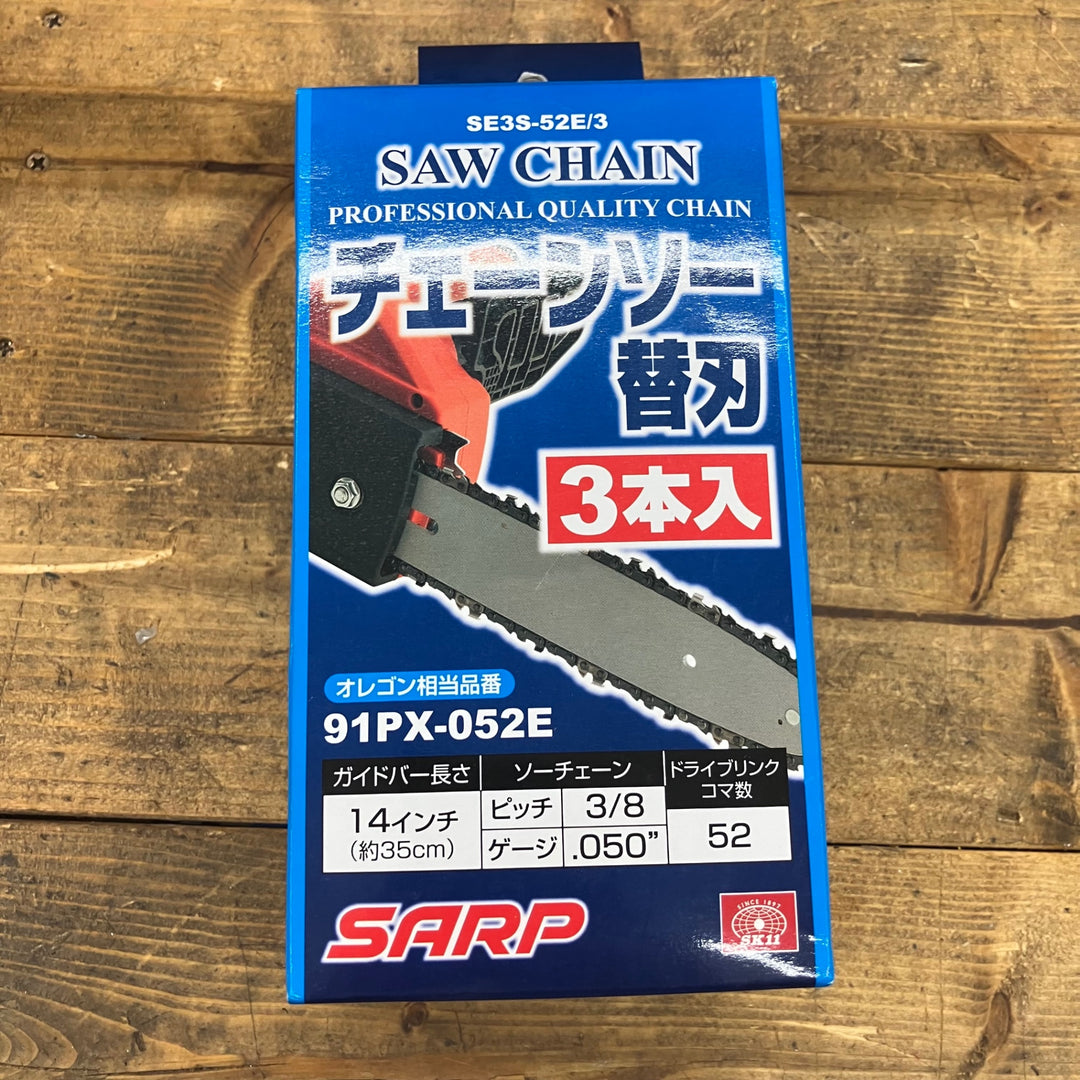 SE3S-52E/3
SAW CHAIN
PROFESSIONAL QUALITY CHAIN
チェーンソー
替刃
3本入
オレゴン相当品番
91PX-052E
ガイドバー長さ ソーチェーン ドライブリンク
コマ数
14インチ ピッチ 3/8 52
(約35cm) ゲージ .050”
SARP
SINCE 1897
SK11